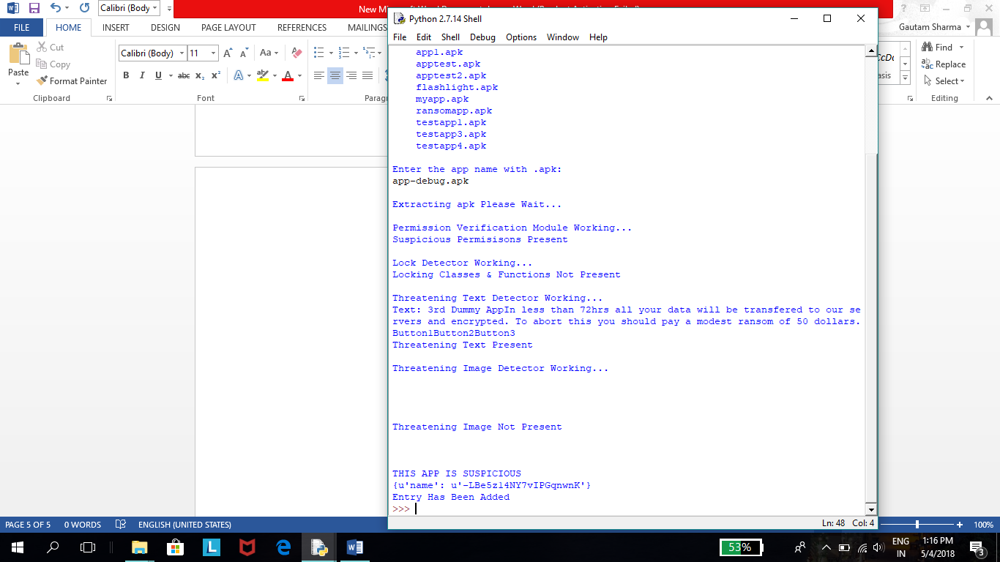 Calibri (Body
New Mi
Python 2.7.14 Shell
FILE HOME INSERT DESIGN PAGE LAYOUT REFERENCES MAILINGS
Gautam Sharma
File Edit Shell Debug Options Window Help
Paste
Cut
Copy
Format Painter
Clipboard
Calibri (Body) 11
Aa
B I U abc x2 x2
A
Font
Paragr
Find
Replace
Select
Editing
app1.apk
apptest.apk
apptest2.apk
flashlight.apk
myapp.apk
ransomapp.apk
testapp1.apk
testapp3.apk
testapp4.apk
Enter the app name with .apk:
app-debug.apk
Extracting apk Please Wait...
Permission Verification Module Working...
Suspicious Permisisons Present
Lock Detector Working...
Locking Classes & Functions Not Present
Threatening Text Detector Working...
Text: 3rd Dummy AppIn less than 72hrs all your data will be transfered to our se
rvers and encrypted. To abort this you should pay a modest ransom of 50 dollars.
Button1Button2Button3
Threatening Text Present
Threatening Image Detector Working...
Threatening Image Not Present
THIS APP IS SUSPICIOUS
{u'name': u'-LBe5zl4NY7vIPGqnwnK'}
Entry Has Been Added
>>>
Ln: 48 Col: 4
PAGE 5 OF 5 0 WORDS ENGLISH (UNITED STATES)
100%
53%
ENG
IN
1:16 PM
5/4/2018
3